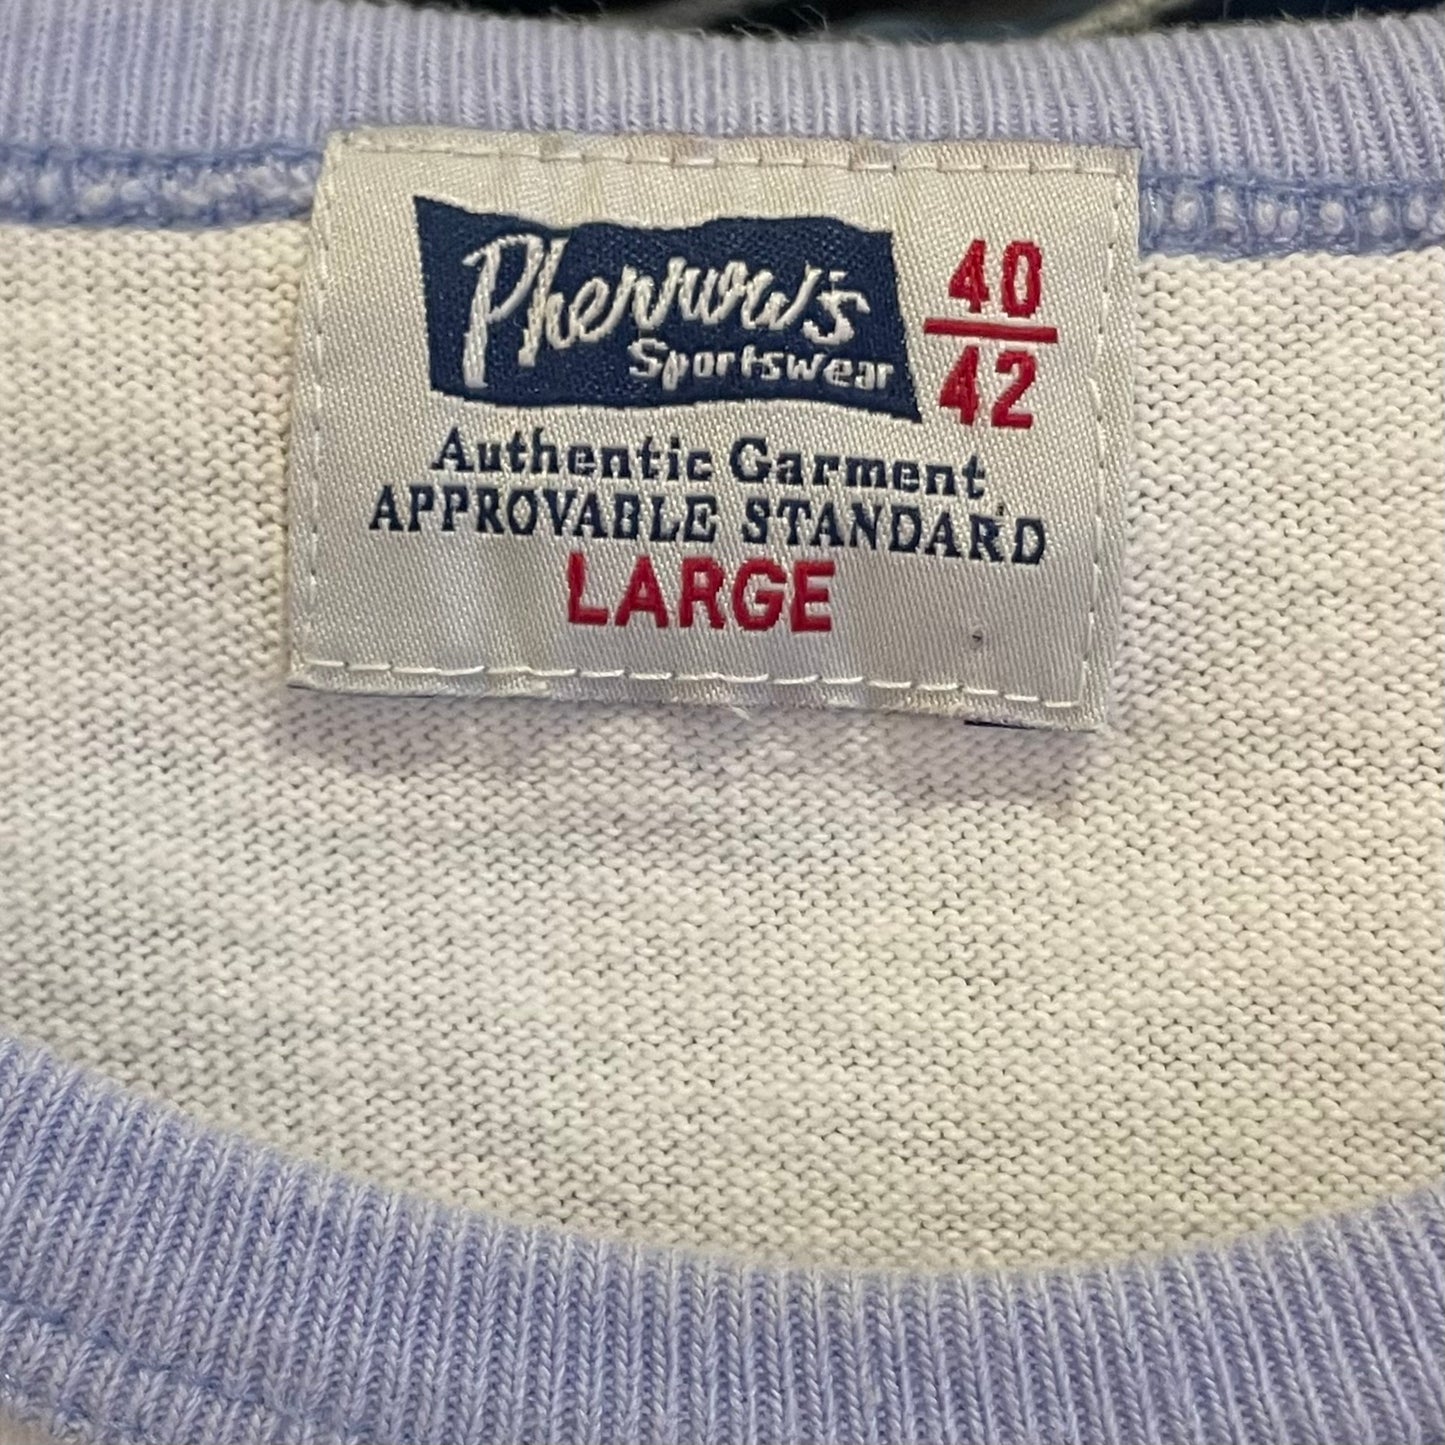 Pherrow's
Sportswear
40
42
Authentic Garment
APPROVABLE STANDARD
LARGE